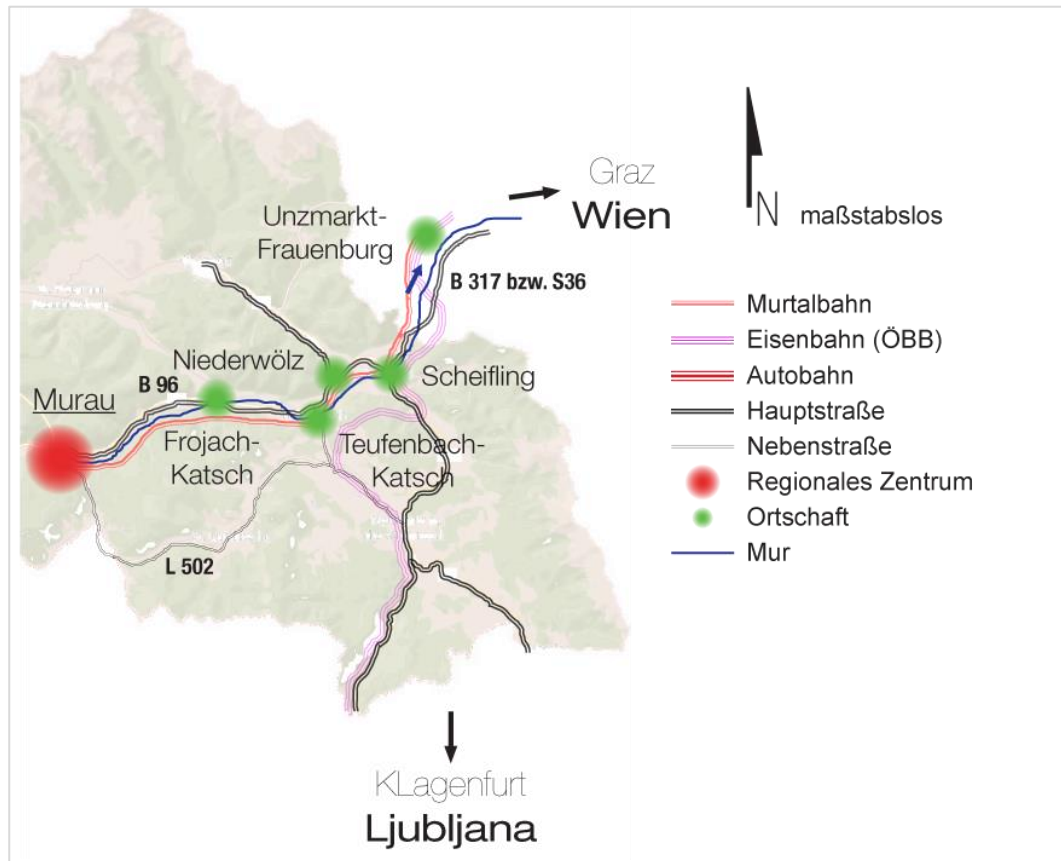 Graz
Wien
N
maßstabslos
Unzmarkt-
Frauenburg
B 317 bzw. S36
Niederwölz
Scheifling
B 96
Murau
Frojach-
Katsch
Teufenbach-
Katsch
L 502
KLagenfurt
Ljubljana
Murtalbahn
Eisenbahn (ÖBB)
Autobahn
Hauptstraße
Nebenstraße
Regionales Zentrum
Ortschaft
Mur